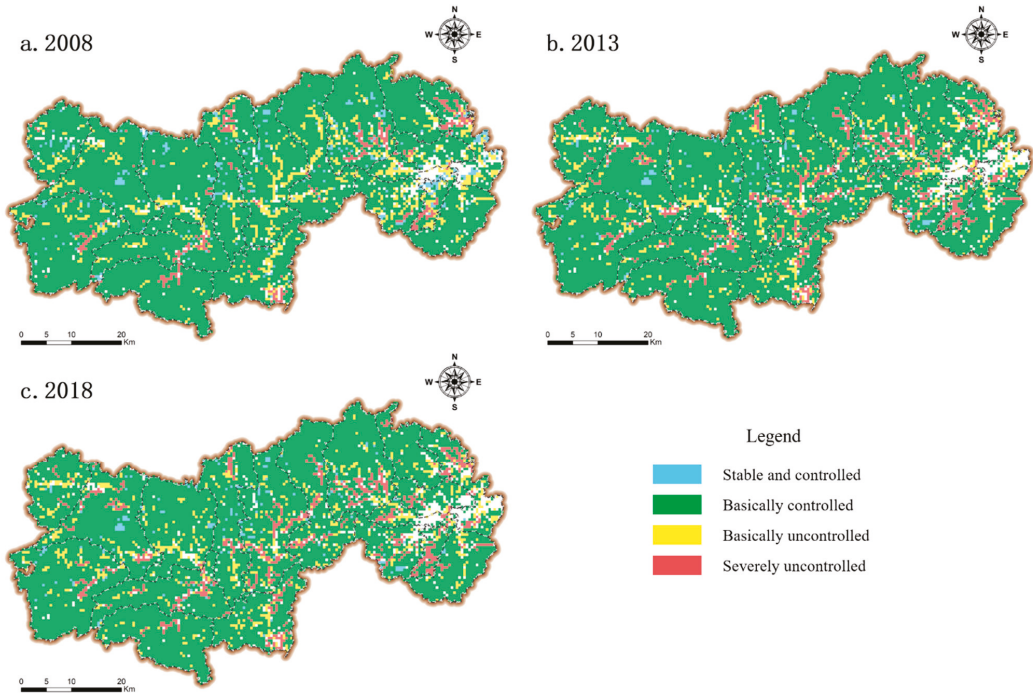 a. 2008
N
W E
S
0 5 10 20
Km
b. 2013
N
W E
S
0 5 10 20
Km
c. 2018
N
W E
S
0 5 10 20
Km
Legend
Stable and controlled
Basically controlled
Basically uncontrolled
Severely uncontrolled